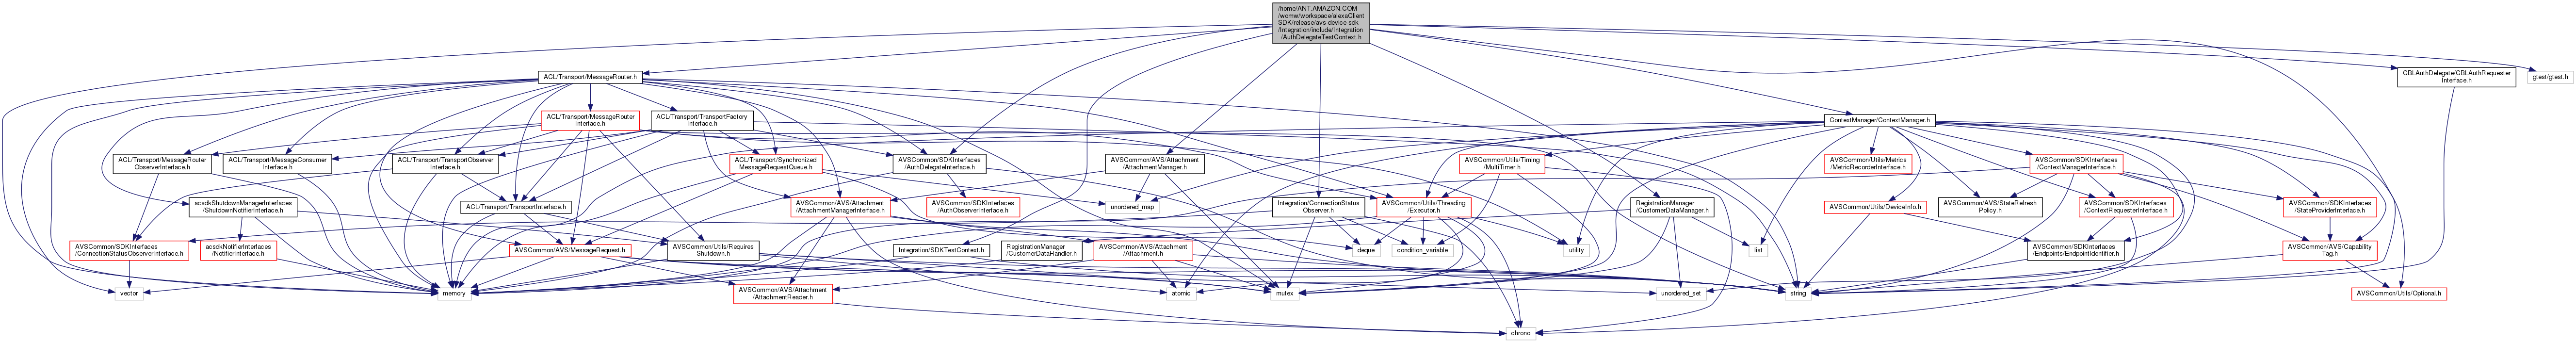 /home/ANT.AMAZON.COM
/womw/workspace/alexaClient
SDK/release/avs-device-sdk
/Integration/include/Integration
/AuthDelegateTestContext.h
ACL/Transport/MessageRouter.h
CBLAuthDelegate/CBLAuthRequester
Interface.h
gtest/gtest.h
ACL/Transport/MessageRouter
Interface.h
ACL/Transport/TransportFactory
Interface.h
ContextManager/ContextManager.h
ACL/Transport/MessageRouter
ObserverInterface.h
ACL/Transport/MessageConsumer
Interface.h
ACL/Transport/TransportObserver
Interface.h
ACL/Transport/Synchronized
MessageRequestQueue.h
AVSCommon/SDKInterfaces
/AuthDelegateInterface.h
AVSCommon/AVS/Attachment
/AttachmentManager.h
AVSCommon/Utils/Timing
/MultiTimer.h
AVSCommon/Utils/Metrics
/MetricRecorderInterface.h
AVSCommon/SDKInterfaces
/ContextManagerInterface.h
acsdkShutdownManagerInterfaces
/ShutdownNotifierInterface.h
ACL/Transport/TransportInterface.h
AVSCommon/AVS/Attachment
/AttachmentManagerInterface.h
AVSCommon/SDKInterfaces
/AuthObserverInterface.h
unordered_map
Integration/ConnectionStatus
Observer.h
AVSCommon/Utils/Threading
/Executor.h
RegistrationManager
/CustomerDataManager.h
AVSCommon/Utils/DeviceInfo.h
AVSCommon/AVS/StateRefresh
Policy.h
AVSCommon/SDKInterfaces
/ContextRequesterInterface.h
AVSCommon/SDKInterfaces
/StateProviderInterface.h
AVSCommon/SDKInterfaces
/ConnectionStatusObserverInterface.h
acsdkNotifierInterfaces
/NotifierInterface.h
AVSCommon/AVS/MessageRequest.h
AVSCommon/Utils/Requires
Shutdown.h
Integration/SDKTestContext.h
RegistrationManager
/CustomerDataHandler.h
AVSCommon/AVS/Attachment
/Attachment.h
deque
condition_variable
utility
list
AVSCommon/SDKInterfaces
/Endpoints/EndpointIdentifier.h
AVSCommon/AVS/Capability
Tag.h
vector
memory
AVSCommon/AVS/Attachment
/AttachmentReader.h
atomic
mutex
unordered_set
string
AVSCommon/Utils/Optional.h
chrono